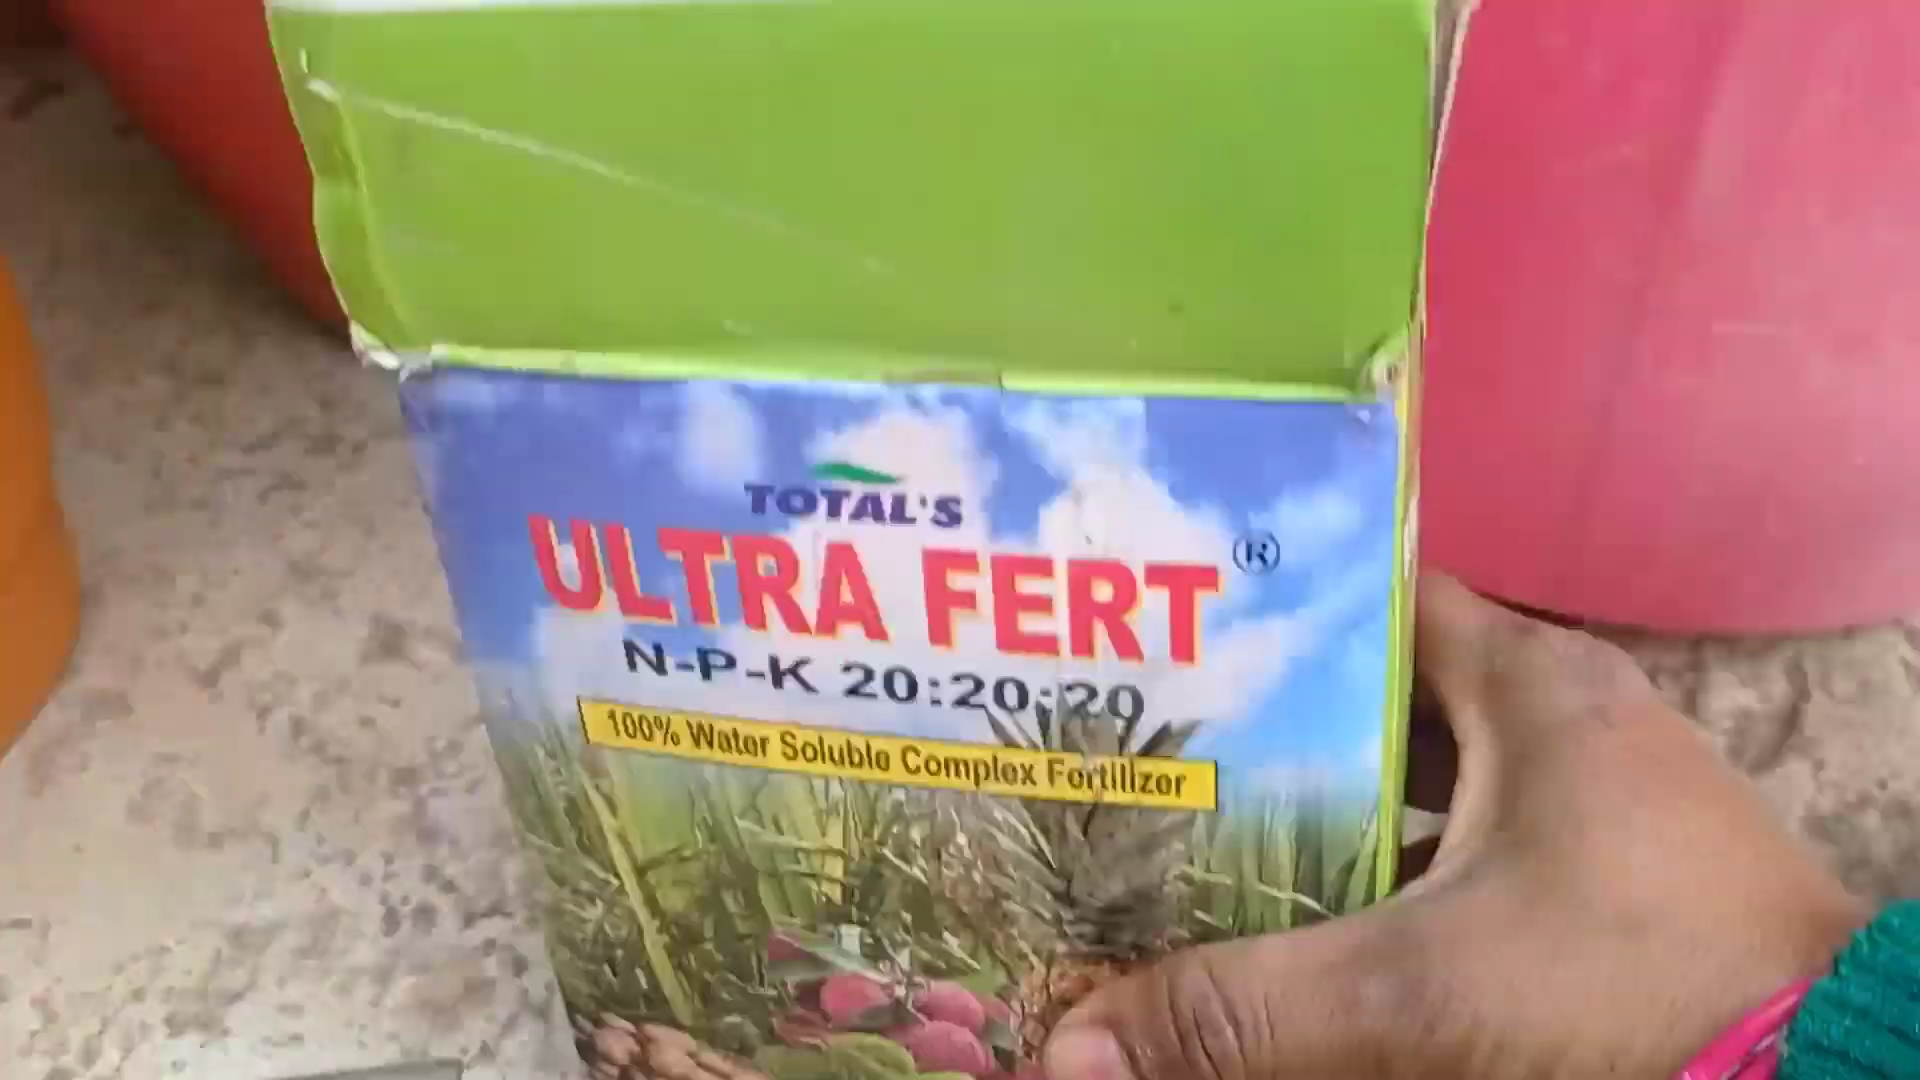 TOTAL'S
ULTRA FERT ®
N-P-K 20:20:20
100% Water Soluble Complex Fertilizer